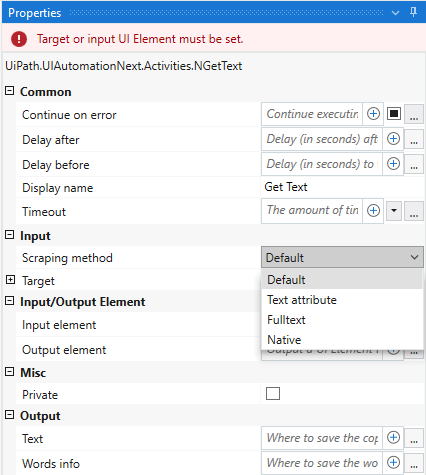 Properties
Target or input UI Element must be set.
UiPath.UIAutomationNext.Activities.NGetText
Common
Continue on error Continue executin ...
Delay after Delay (in seconds) aft ...
Delay before Delay (in seconds) to ...
Display name Get Text
Timeout The amount of tin ...
Input
Scraping method Default
Default
Target
Text attribute
Input/Output Element
Fulltext
Input element
Native
Output element ...
Misc
Private
Output
Text Where to save the cop ...
Words info Where to save the wo ...